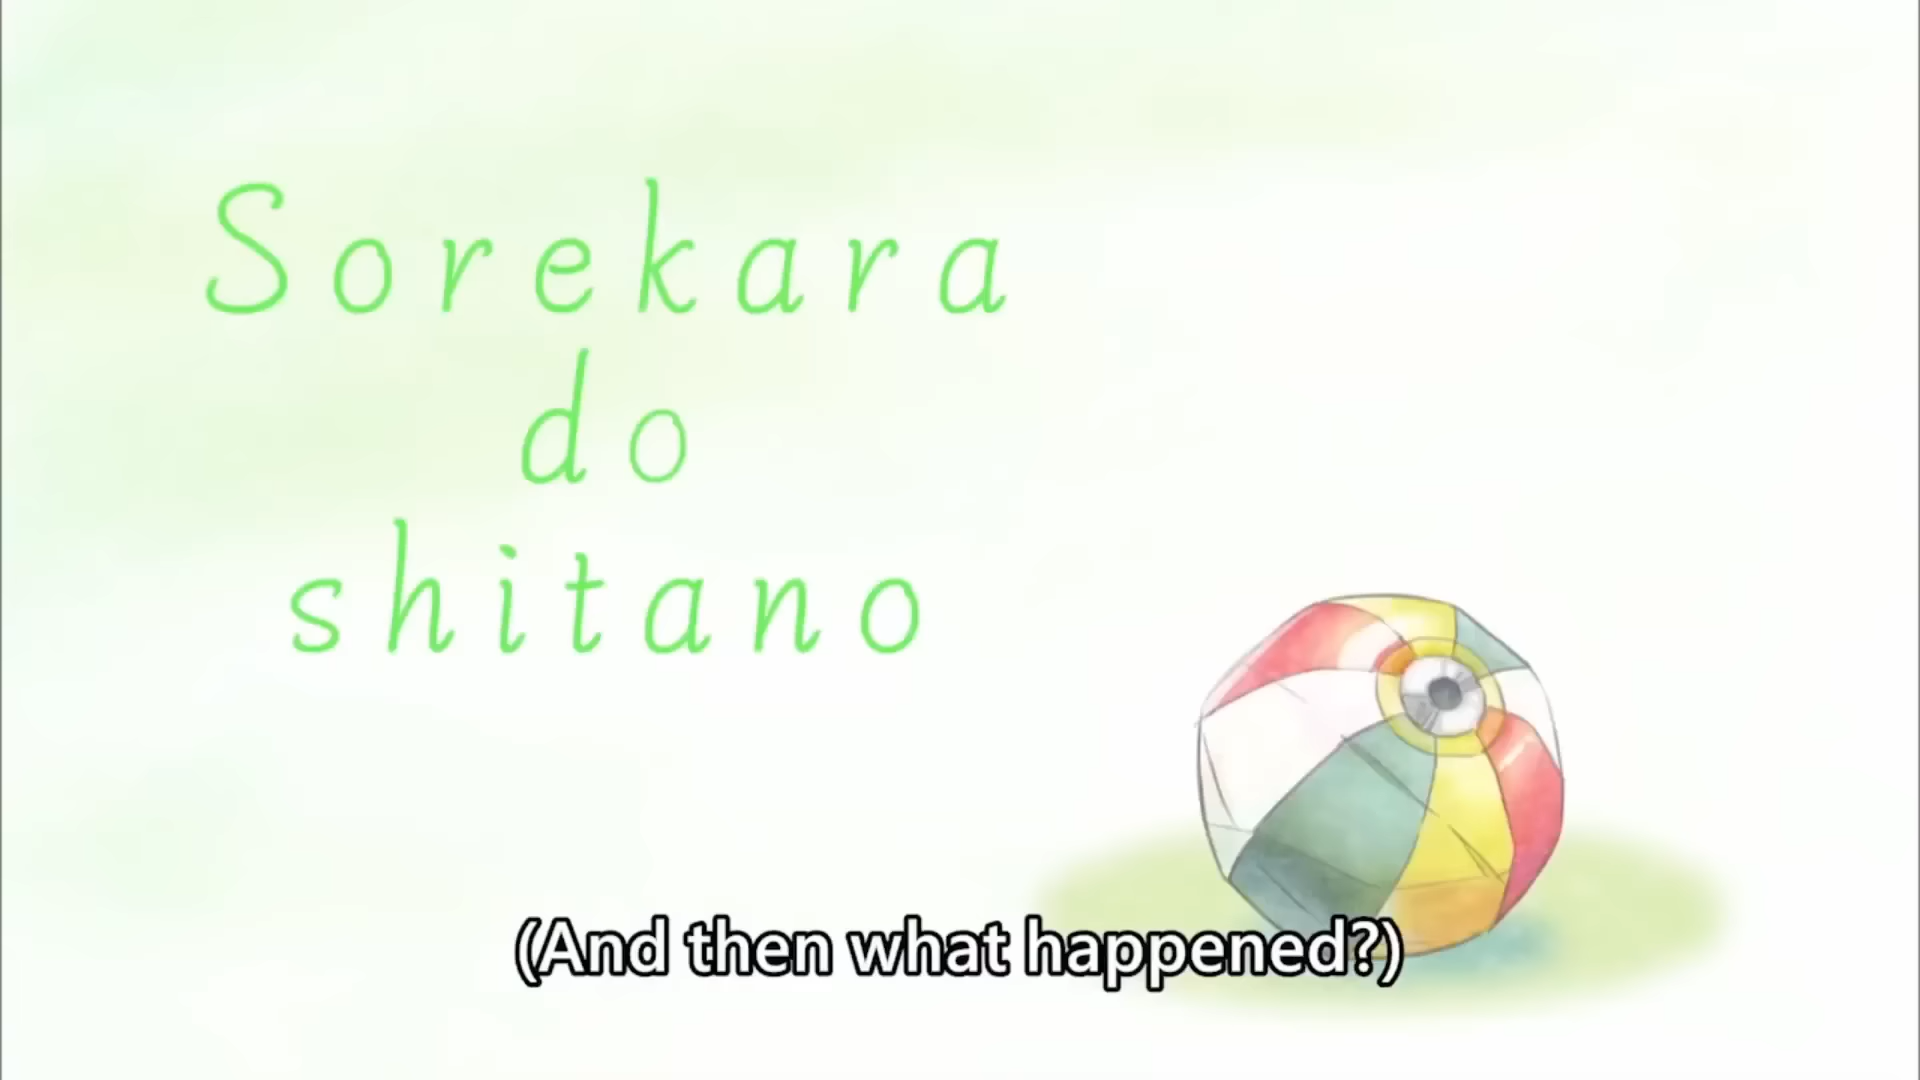 Sorekara
do
shitano
(And then what happened?)